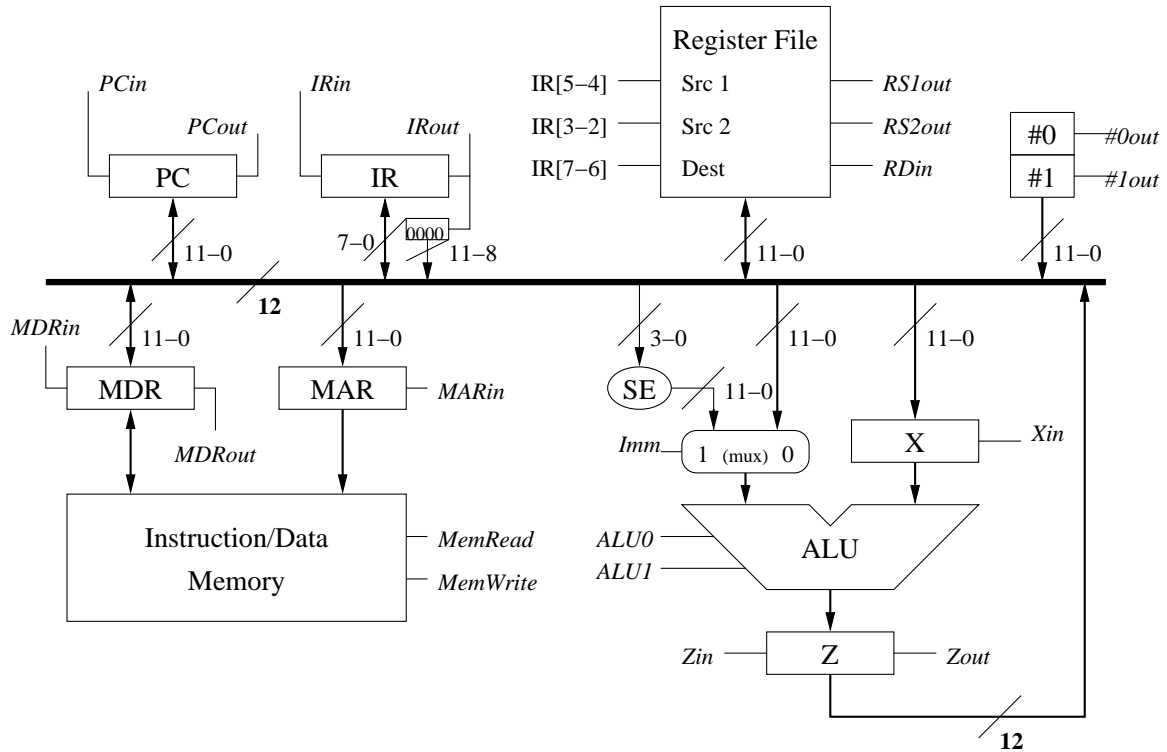 Register File
PCin
IRin
IR[5–4]
Src 1
RS1out
PCout
IRout
IR[3–2]
Src 2
RS2out
#0
#0out
PC
IR
IR[7–6]
Dest
RDin
#1
#1out
0000
11–0
7–0
11–8
11–0
11–0
12
MDRin
11–0
11–0
3–0
11–0
11–0
MDR
MAR
MARin
SE
11–0
MDRout
Imm
1 (mux) 0
X
Xin
Instruction/Data
Memory
MemRead
MemWrite
ALU0
ALU1
ALU
Zin
Z
Zout
12